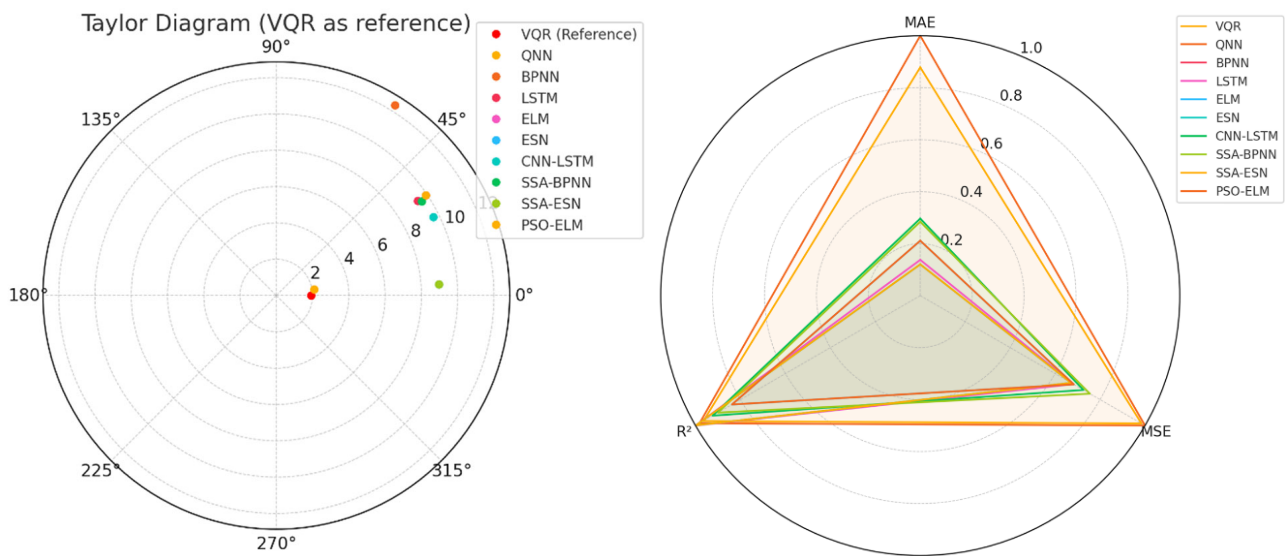 Taylor Diagram (VQR as reference)
90°
135°
45°
180°
0°
225°
315°
270°
2
4
6
8
10
12
VQR (Reference)
QNN
BPNN
LSTM
ELM
ESN
CNN-LSTM
SSA-BPNN
SSA-ESN
PSO-ELM
MAE
1.0
0.8
0.6
0.4
0.2
R²
MSE
VQR
QNN
BPNN
LSTM
ELM
ESN
CNN-LSTM
SSA-BPNN
SSA-ESN
PSO-ELM